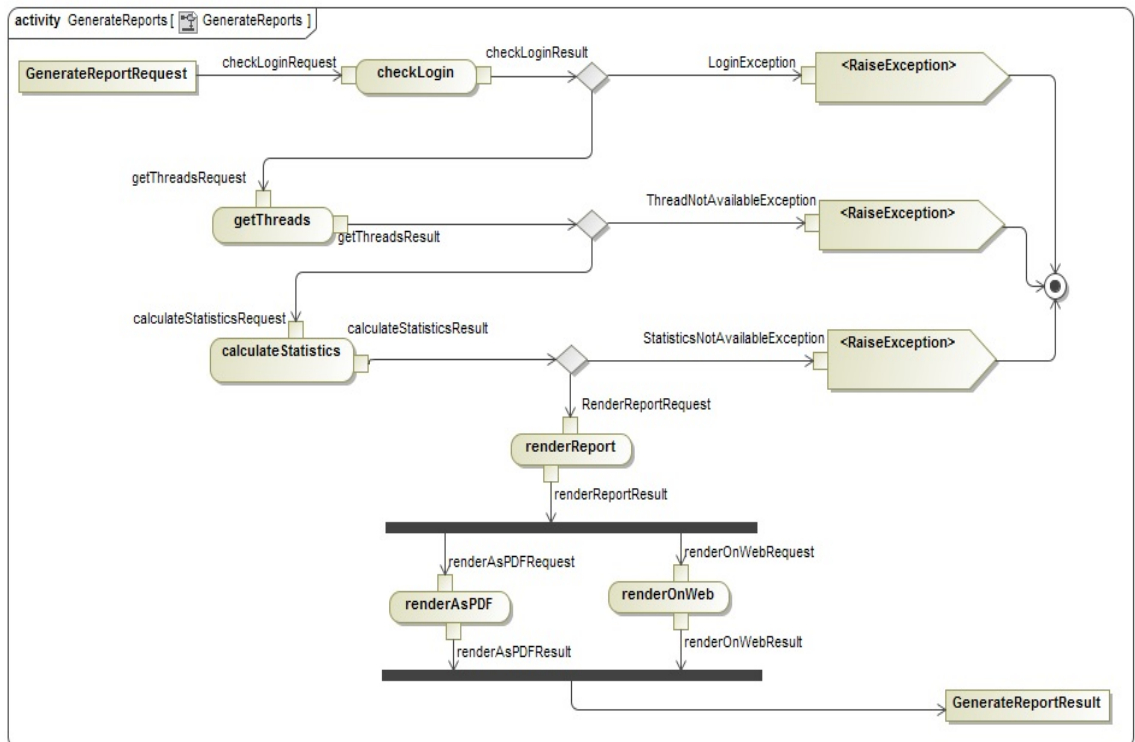 activity GenerateReports [ GenerateReports ]
GenerateReportRequest
checkLoginRequest
checkLogin
checkLoginResult
LoginException
<RaiseException>
getThreadsRequest
getThreads
getThreadsResult
ThreadNotAvailableException
<RaiseException>
calculateStatisticsRequest
calculateStatistics
calculateStatisticsResult
StatisticsNotAvailableException
<RaiseException>
RenderReportRequest
renderReport
renderReportResult
renderAsPDFRequest
renderOnWebRequest
renderAsPDF
renderOnWeb
renderAsPDFResult
renderOnWebResult
GenerateReportResult